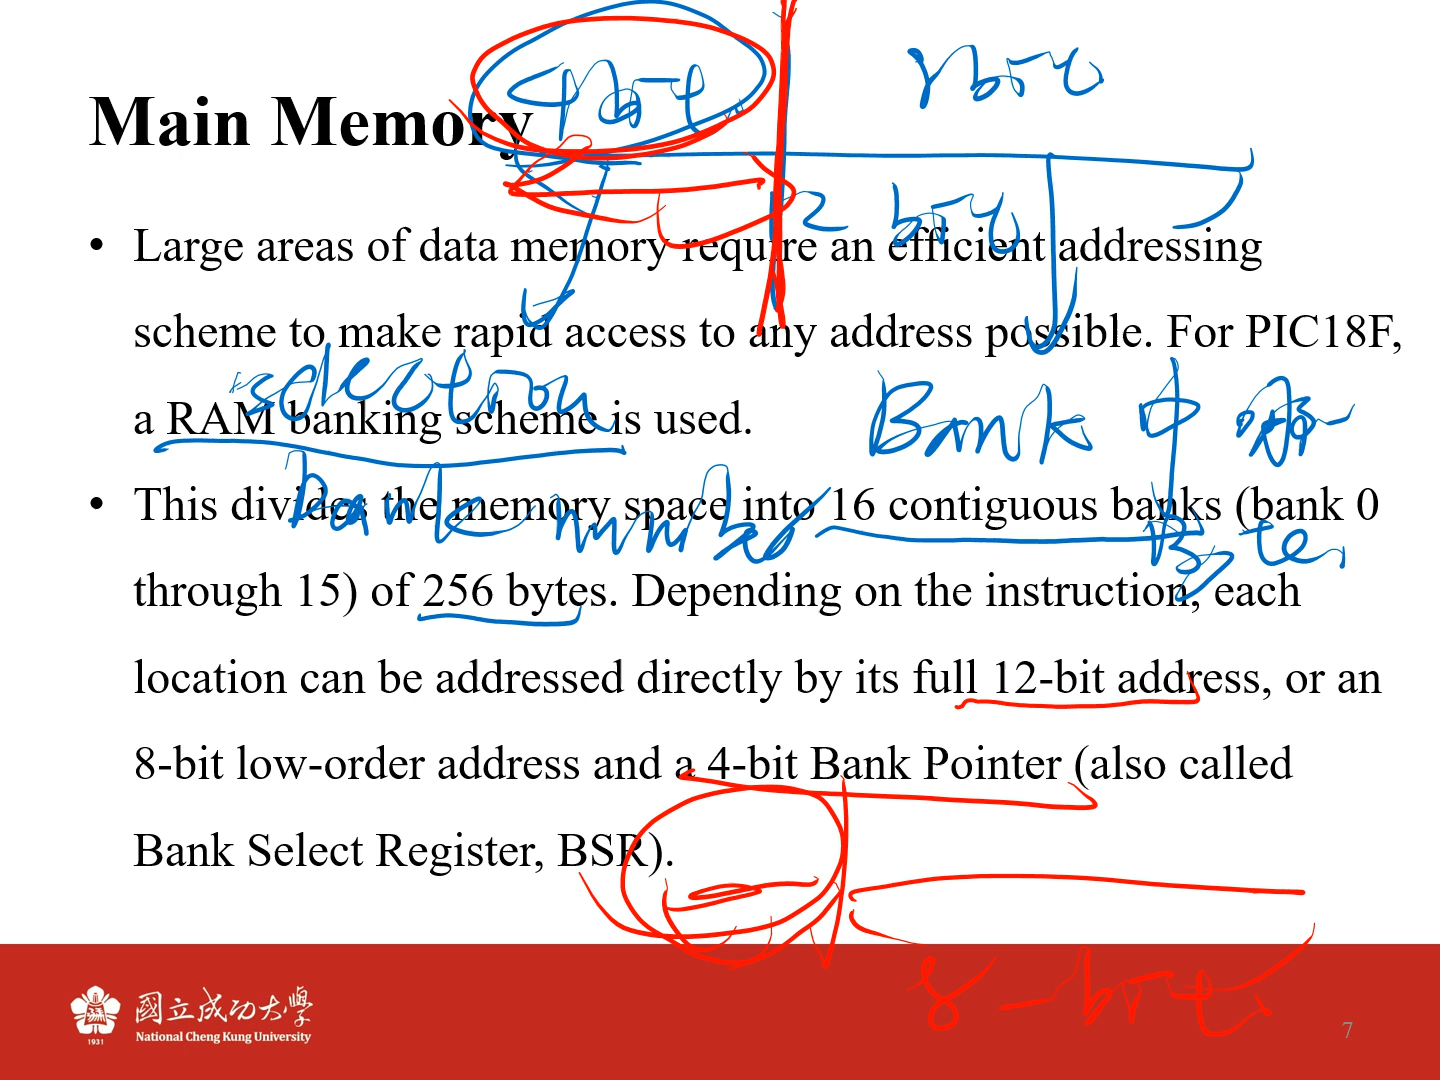 4 bit 8 bit
Main Memory
12 bit
• Large areas of data memory require an efficient addressing
scheme to make rapid access to any address possible. For PIC18F,
selection Bank 中 哪
a RAM banking scheme is used.
• This divides the memory space into 16 contiguous banks (bank 0
bank number Byte
through 15) of 256 bytes. Depending on the instruction, each
location can be addressed directly by its full 12-bit address, or an
8-bit low-order address and a 4-bit Bank Pointer (also called
Bank Select Register, BSR).
8-bit
國立成功大學
National Cheng Kung University
1931
7